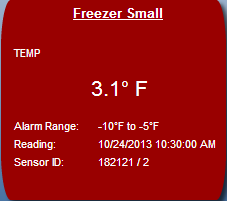 Freezer Small
TEMP
3.1° F
Alarm Range: -10°F to -5°F
Reading: 10/24/2013 10:30:00 AM
Sensor ID: 182121 / 2